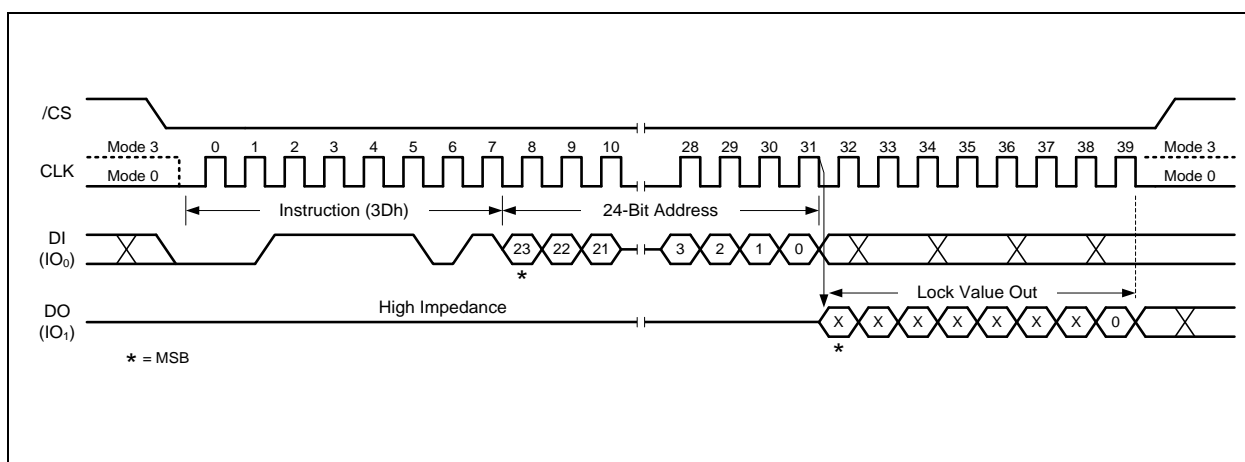 /CS
Mode 3 0 1 2 3 4 5 6 7 8 9 10 28 29 30 31 32 33 34 35 36 37 38 39 Mode 3
CLK
Mode 0 Mode 0
Instruction (3Dh) 24-Bit Address
DI
(IO0)
23 22 21 3 2 1 0
*
Lock Value Out
High Impedance
DO
(IO1)
X X X X X X X 0
*
* = MSB